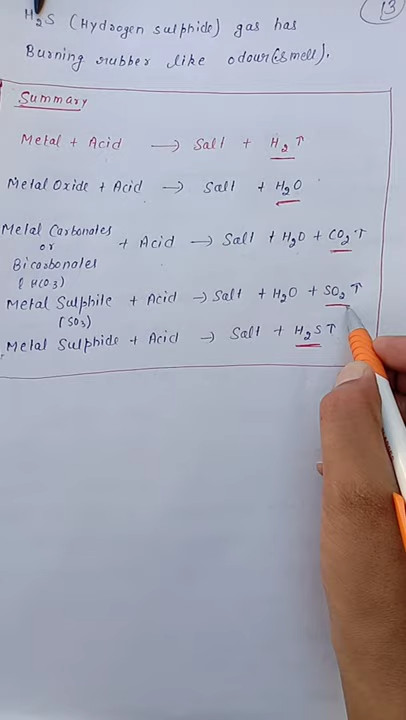 13
H₂S (Hydrogen sulphide) gas has
Burning rubber like odour (smell).
Summary
Metal + Acid → Salt + H₂↑
Metal Oxide + Acid → Salt + H₂O
Metal Carbonates or Bicarbonates (HCO₃) + Acid → Salt + H₂O + CO₂↑
Metal Sulphite (SO₃) + Acid → Salt + H₂O + SO₂↑
Metal Sulphide + Acid → Salt + H₂S↑